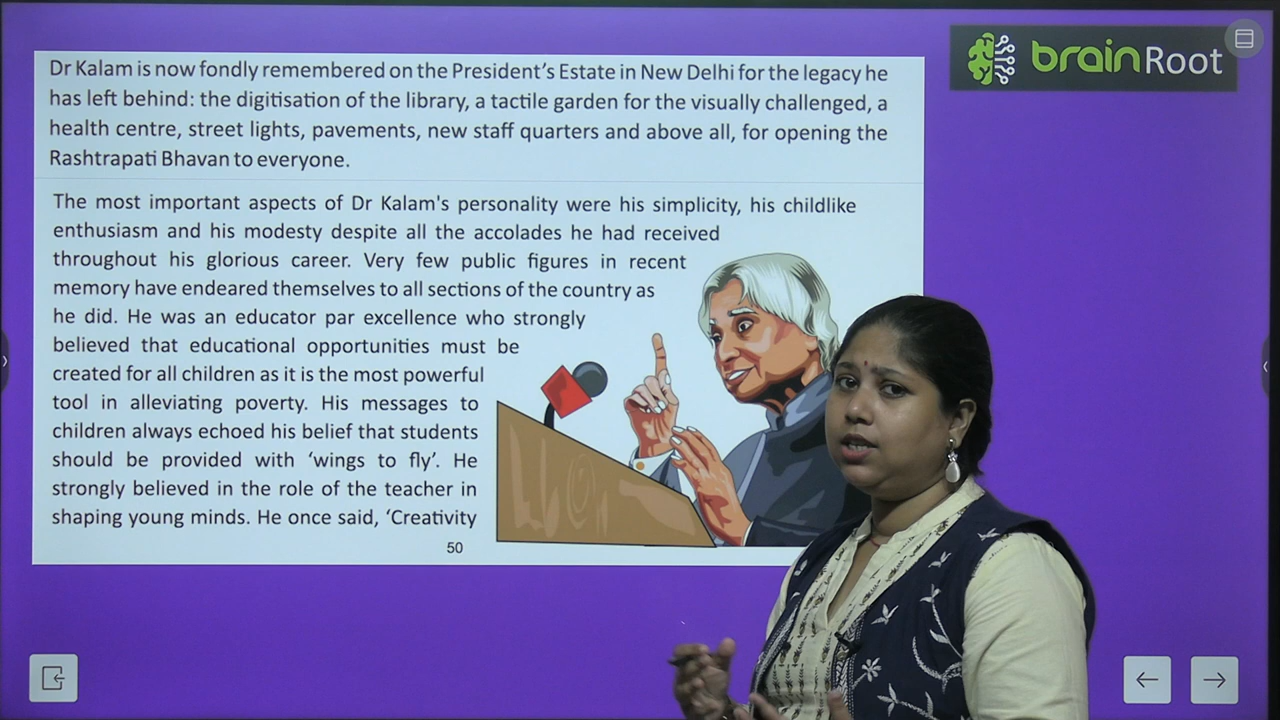 brainRoot
Dr Kalam is now fondly remembered on the President's Estate in New Delhi for the legacy he
has left behind: the digitisation of the library, a tactile garden for the visually challenged, a
health centre, street lights, pavements, new staff quarters and above all, for opening the
Rashtrapati Bhavan to everyone.
The most important aspects of Dr Kalam's personality were his simplicity, his childlike
enthusiasm and his modesty despite all the accolades he had received
throughout his glorious career. Very few public figures in recent
memory have endeared themselves to all sections of the country as
he did. He was an educator par excellence who strongly
believed that educational opportunities must be
created for all children as it is the most powerful
tool in alleviating poverty. His messages to
children always echoed his belief that students
should be provided with ‘wings to fly’. He
strongly believed in the role of the teacher in
shaping young minds. He once said, ‘Creativity
50